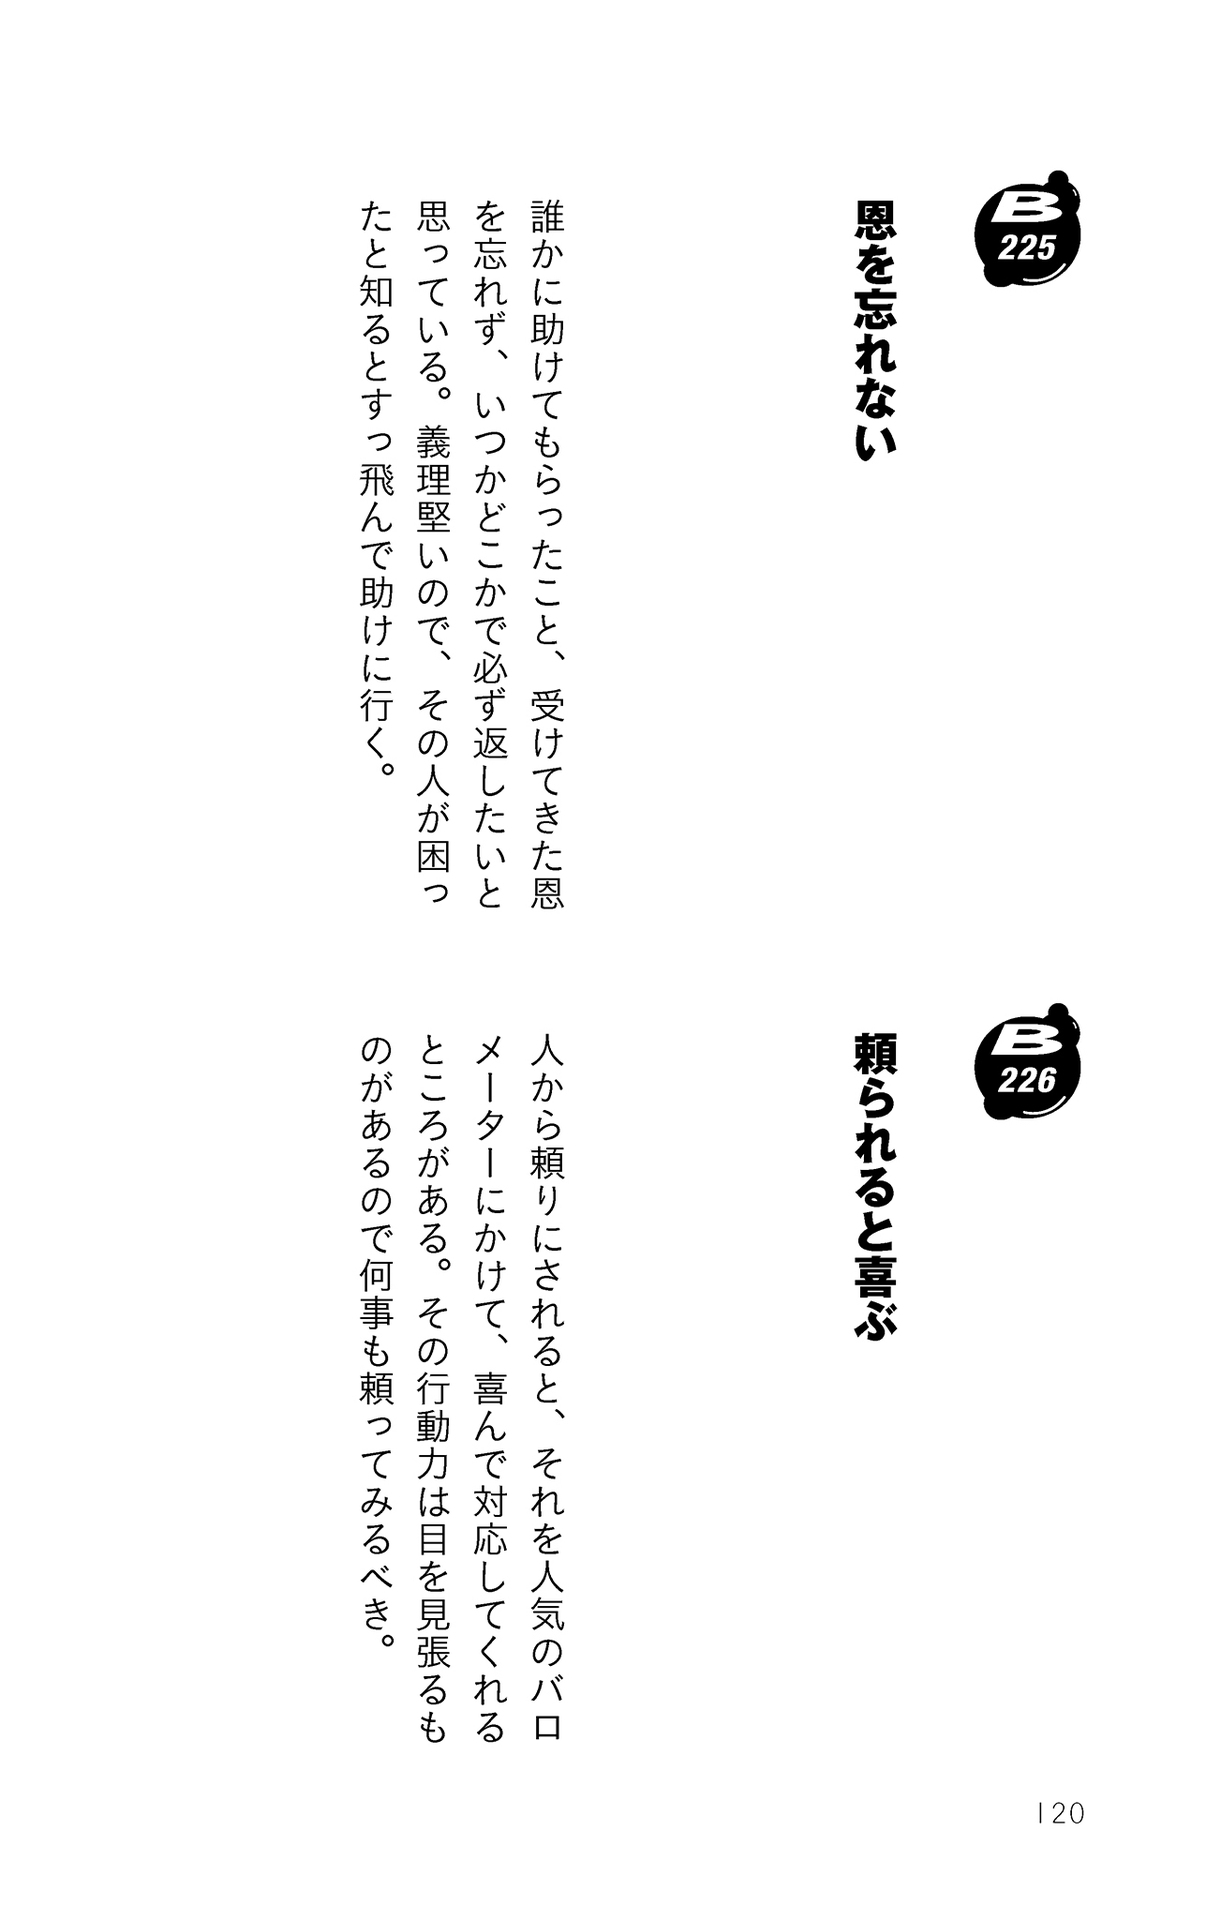 B
225
恩を忘れない
誰かに助けてもらったこと、受けてきた恩
を忘れず、いつかどこかで必ず返したいと
思っている。義理堅いので、その人が困っ
たと知るとすっ飛んで助けに行く。
B
226
頼られると喜ぶ
人から頼りにされると、それを人気のバロ
メーターにかけて、喜んで対応してくれる
ところがある。その行動力は目を見張るも
のがあるので何事も頼ってみるべき。
120